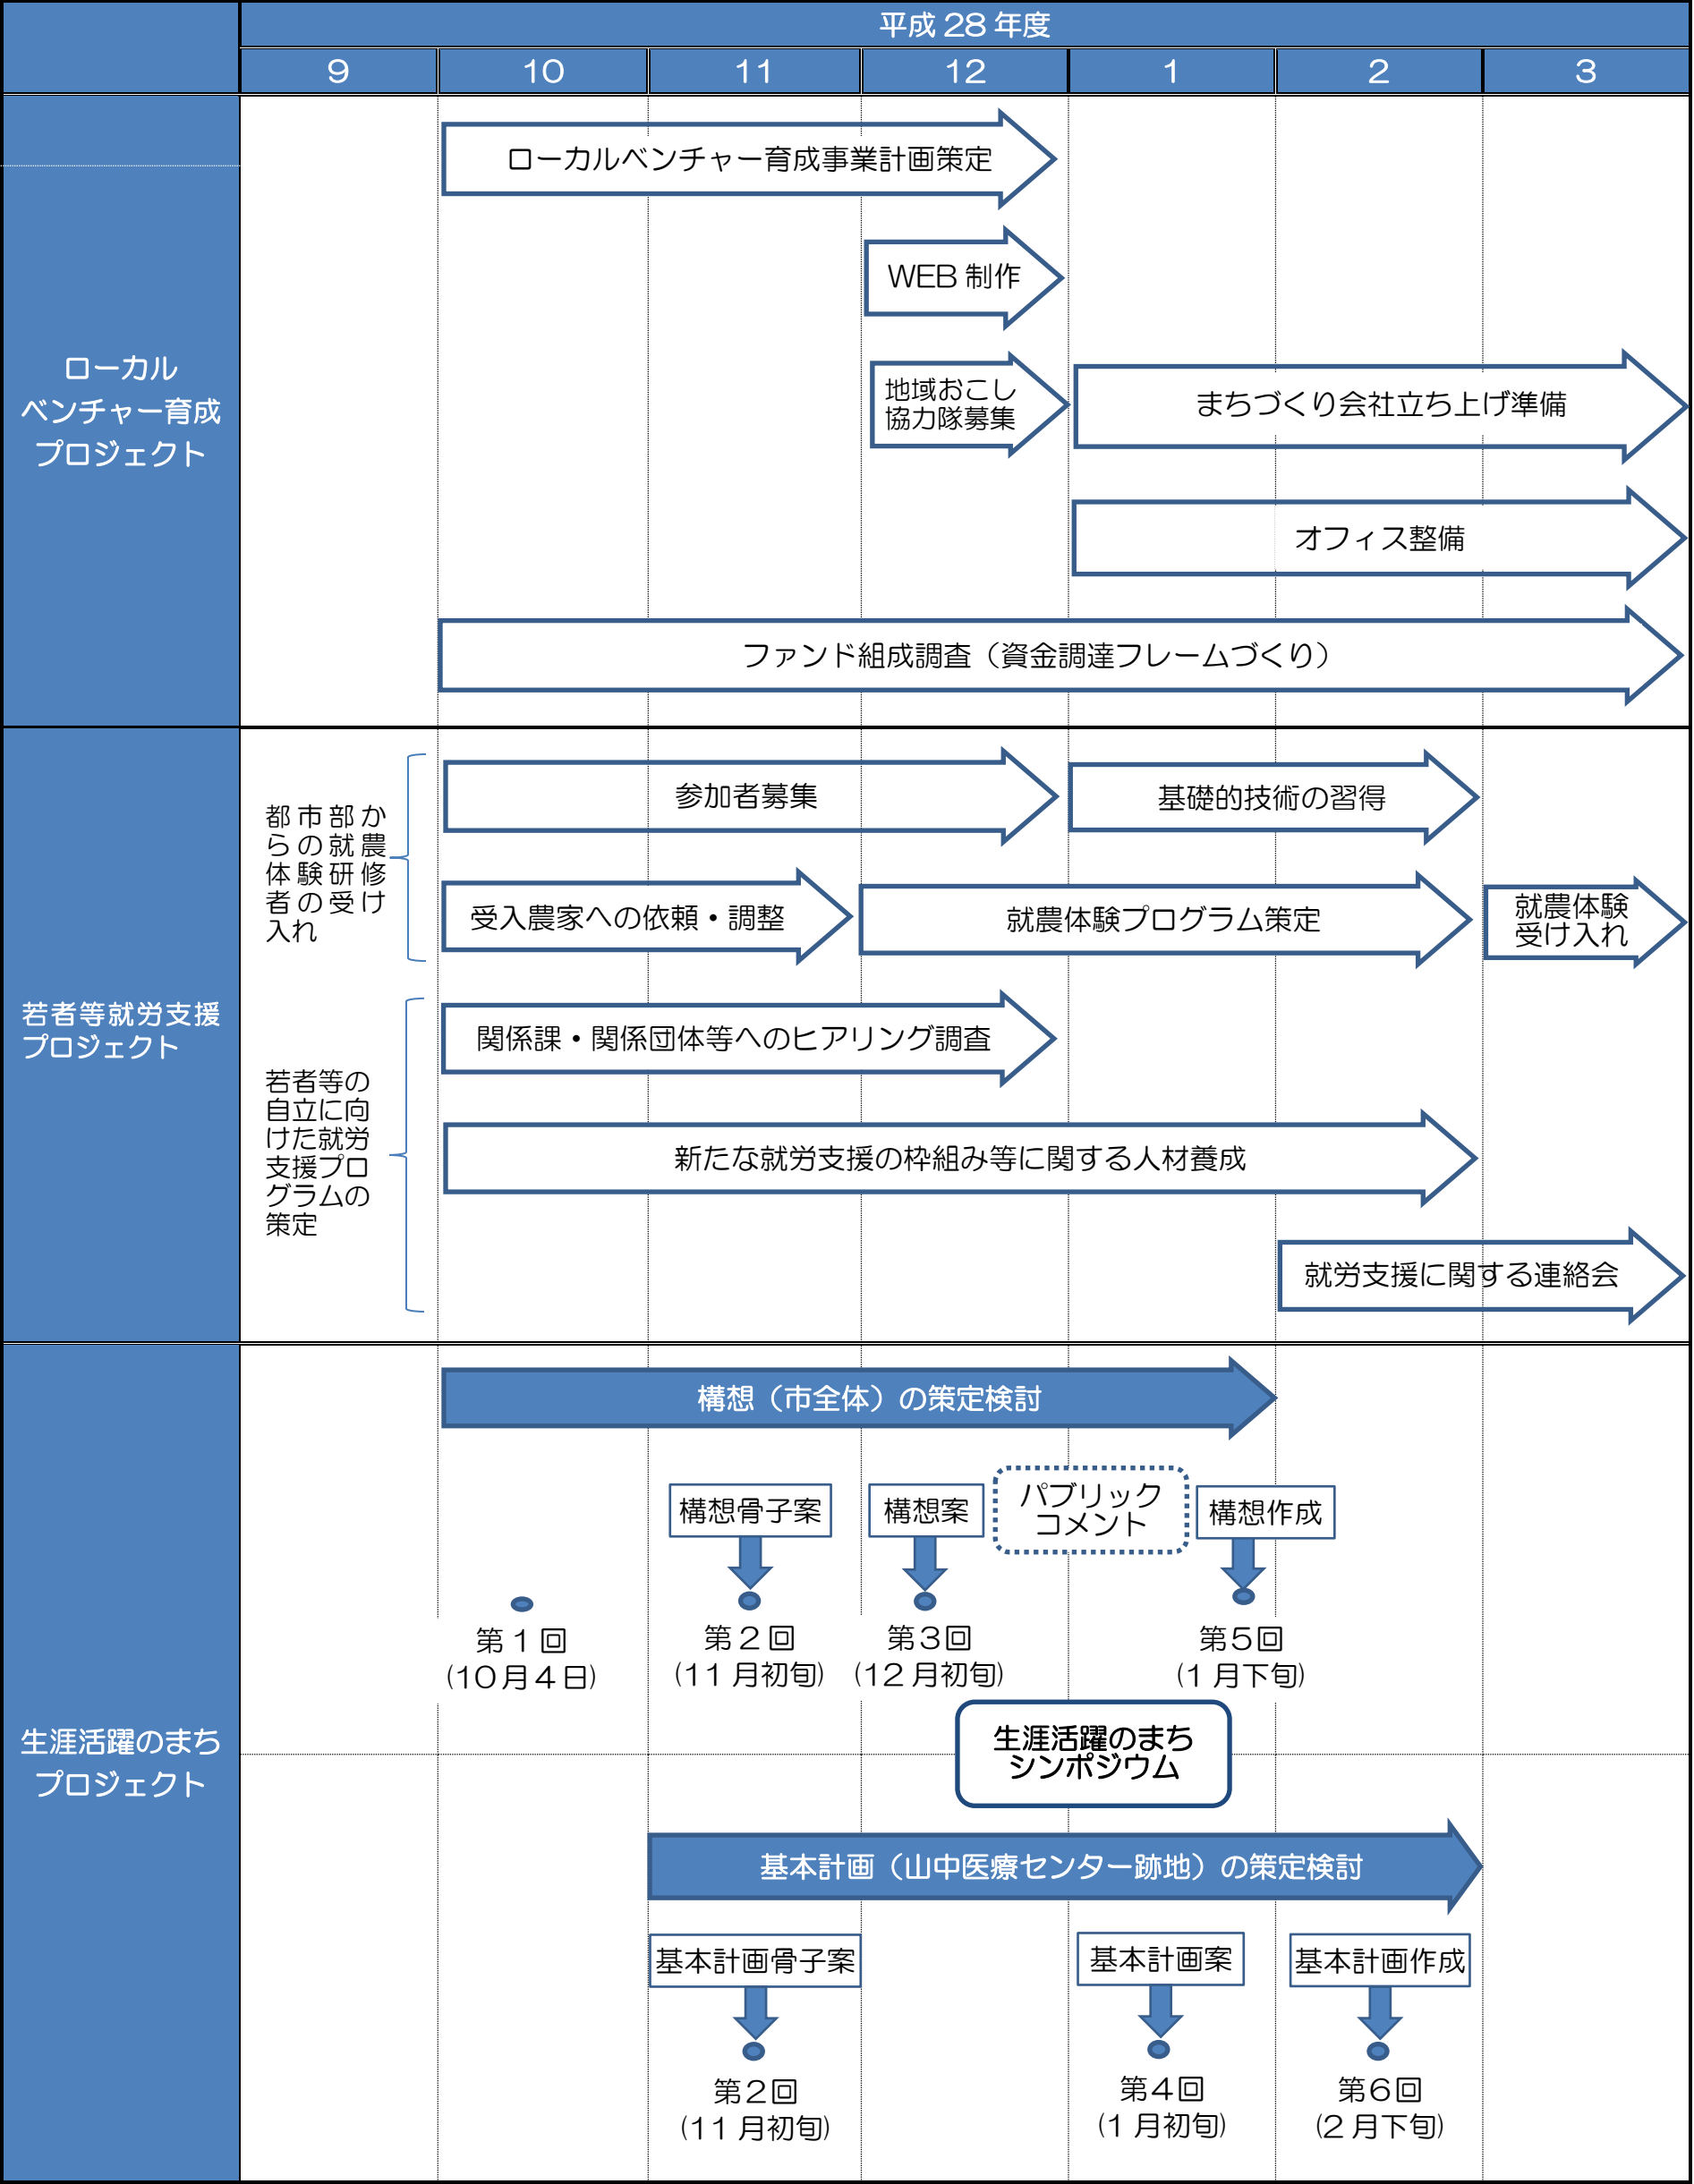 平成 28 年度
9
10
11
12
1
2
3
ローカル
ベンチャー育成
プロジェクト
ローカルベンチャー育成事業計画策定
WEB 制作
地域おこし
協力隊募集
まちづくり会社立ち上げ準備
オフィス整備
ファンド組成調査（資金調達フレームづくり）
若者等就労支援
プロジェクト
都市部か
らの就農
体験研修
者の受け
入れ
参加者募集
基礎的技術の習得
受入農家への依頼・調整
就農体験プログラム策定
就農体験
受け入れ
若者等の
自立に向
けた就労
支援プロ
グラムの
策定
関係課・関係団体等へのヒアリング調査
新たな就労支援の枠組み等に関する人材養成
就労支援に関する連絡会
生涯活躍のまち
プロジェクト
構想（市全体）の策定検討
構想骨子案
構想案
パブリック
コメント
構想作成
第１回
(10月４日)
第２回
(11 月初旬)
第３回
(12 月初旬)
第５回
(1 月下旬)
生涯活躍のまち
シンポジウム
基本計画（山中医療センター跡地）の策定検討
基本計画骨子案
基本計画案
基本計画作成
第２回
(11 月初旬)
第４回
(1 月初旬)
第６回
(2 月下旬)